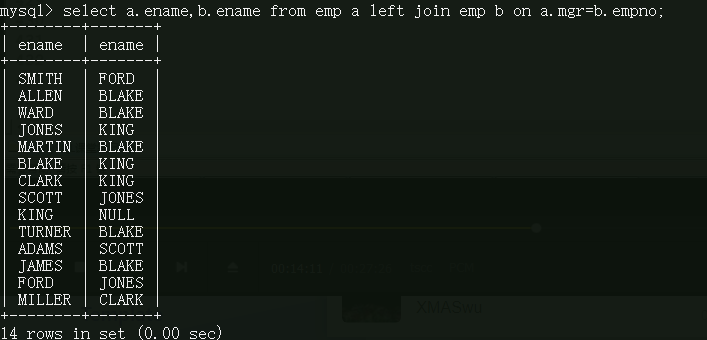 mysql> select a.ename,b.ename from emp a left join emp b on a.mgr=b.empno;
+--------+-------+
| ename  | ename |
+--------+-------+
| SMITH  | FORD  |
| ALLEN  | BLAKE |
| WARD   | BLAKE |
| JONES  | KING  |
| MARTIN | BLAKE |
| BLAKE  | KING  |
| CLARK  | KING  |
| SCOTT  | JONES |
| KING   | NULL  |
| TURNER | BLAKE |
| ADAMS  | SCOTT |
| JAMES  | BLAKE |
| FORD   | JONES |
| MILLER | CLARK |
+--------+-------+
14 rows in set (0.00 sec)
XMASwu